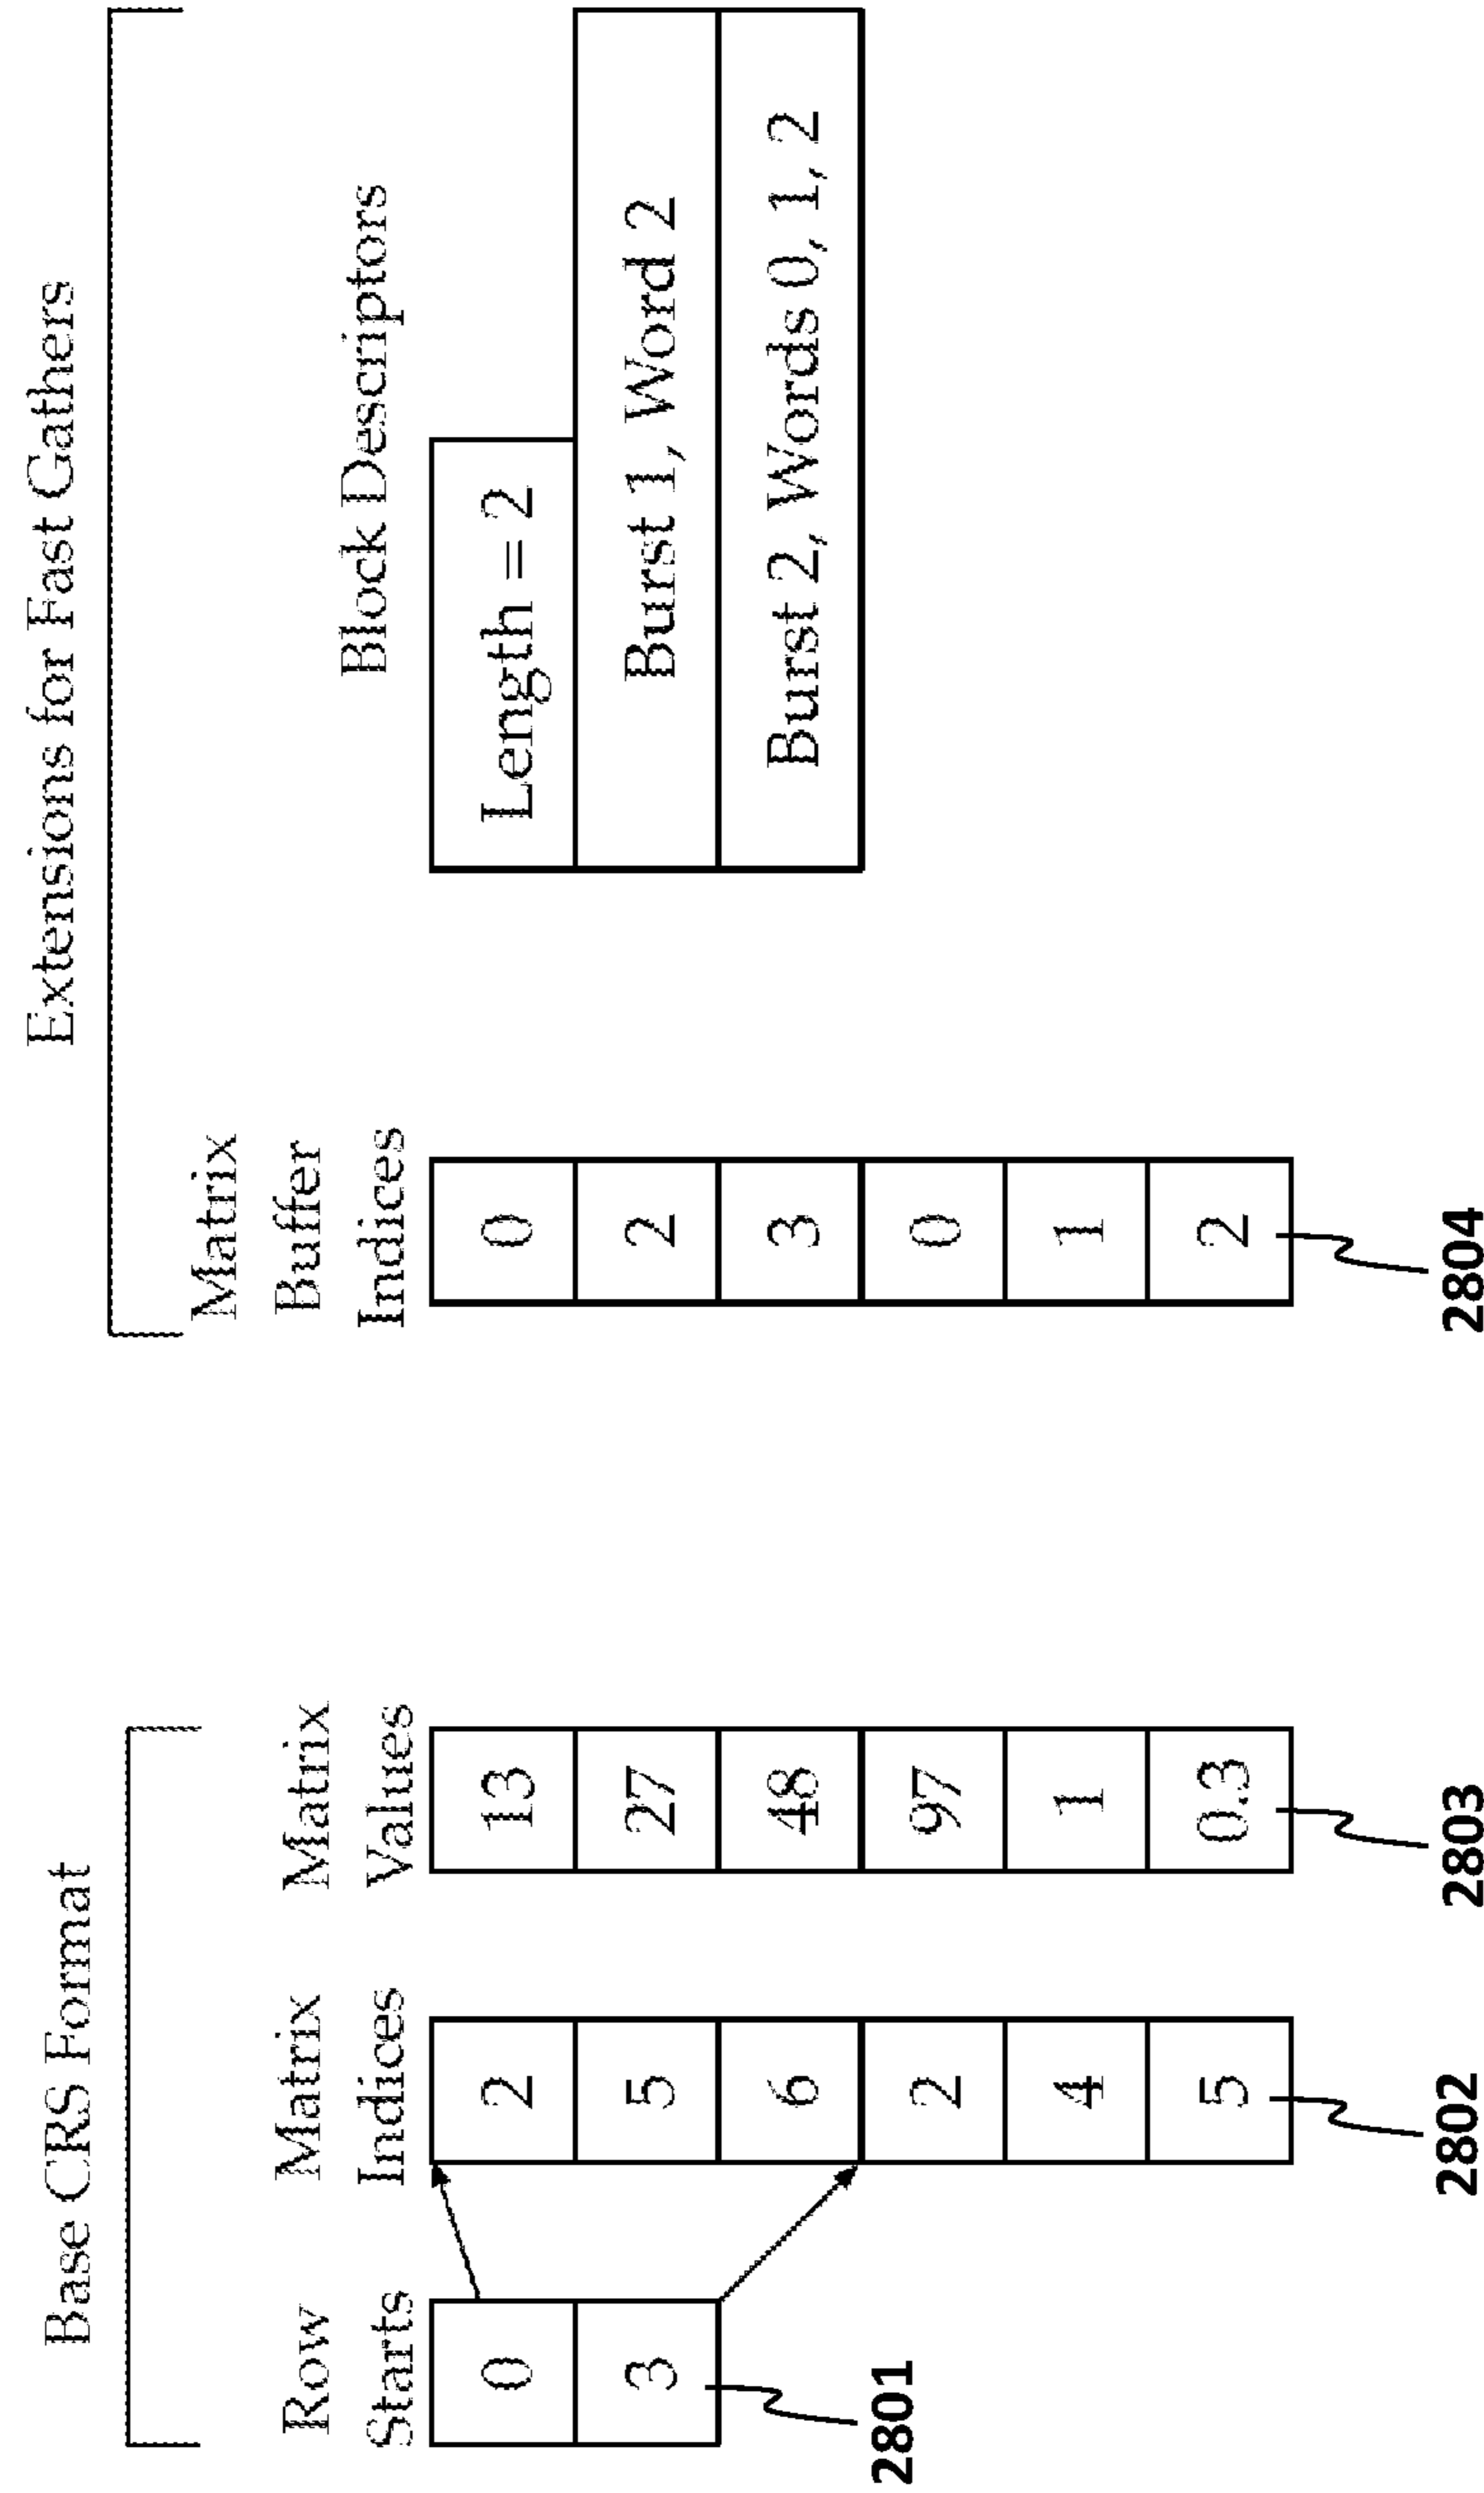 Base CRS Format
Extensions for Fast Gathers
Row
Starts
0
3
2801
Matrix
Indices
2
5
6
2
4
5
2802
Matrix
Values
13
27
48
97
1
0.3
2803
Matrix
Buffer
Indices
0
2
3
0
1
2
2804
Block Descriptors
Length = 2
Burst 1, Word 2
Burst 2, Words 0, 1, 2